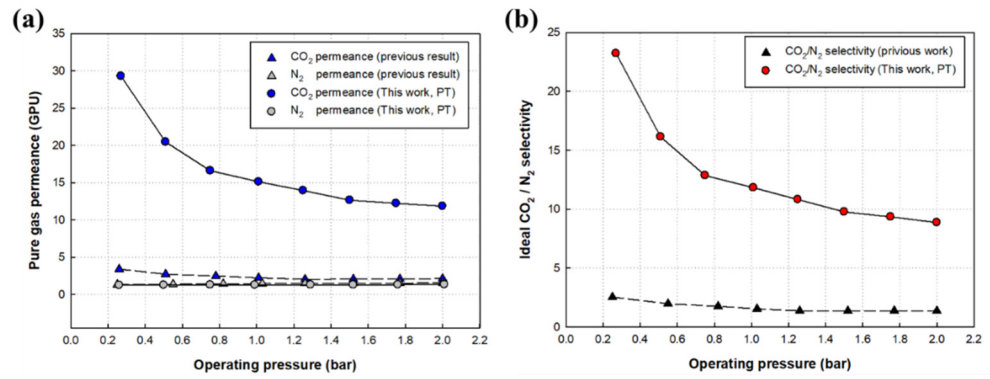 (a)
Pure gas permeance (GPU)
35
30
25
20
15
10
5
0
CO2 permeance (previous result)
N2 permeance (previous result)
CO2 permeance (This work, PT)
N2 permeance (This work, PT)
0.0 0.2 0.4 0.6 0.8 1.0 1.2 1.4 1.6 1.8 2.0 2.2
Operating pressure (bar)
(b)
Ideal CO2 / N2 selectivity
25
20
15
10
5
0
CO2/N2 selectivity (privious work)
CO2/N2 selectivity (This work, PT)
0.0 0.2 0.4 0.6 0.8 1.0 1.2 1.4 1.6 1.8 2.0 2.2
Operating pressure (bar)